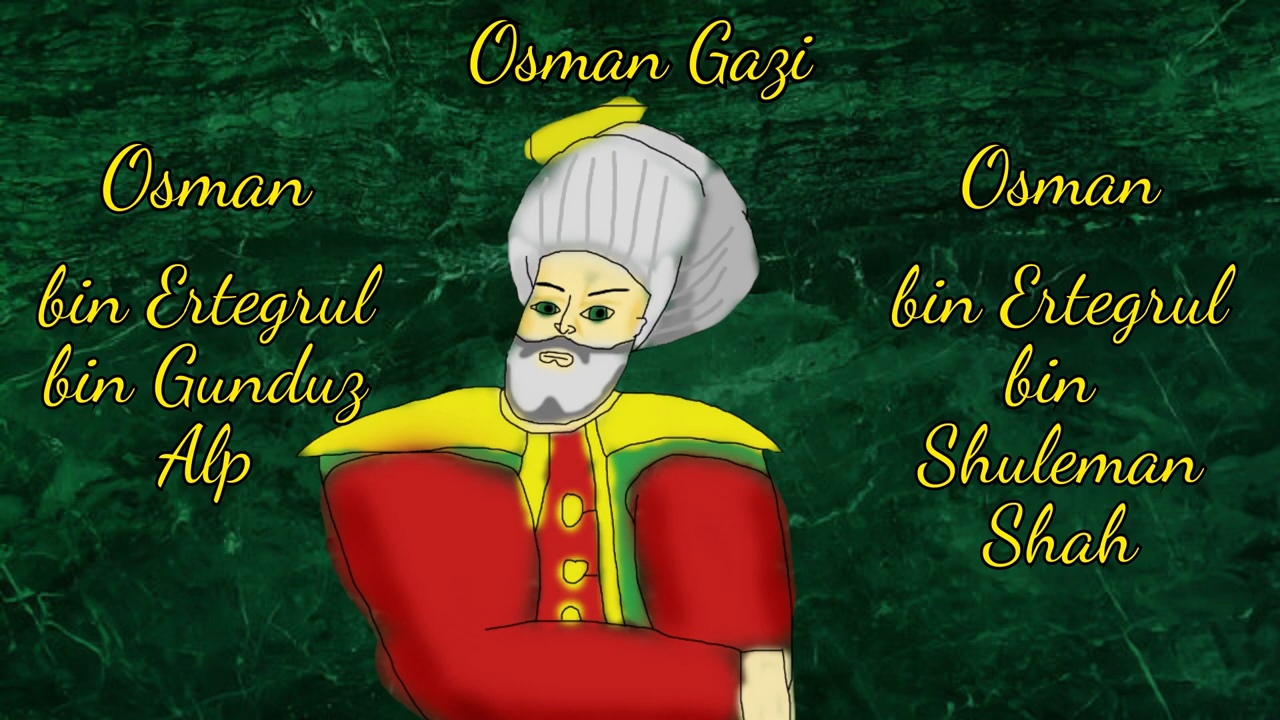 Osman Gazi
Osman
bin Ertegrul
bin Gunduz
Alp
Osman
bin Ertegrul
bin
Shuleman
Shah